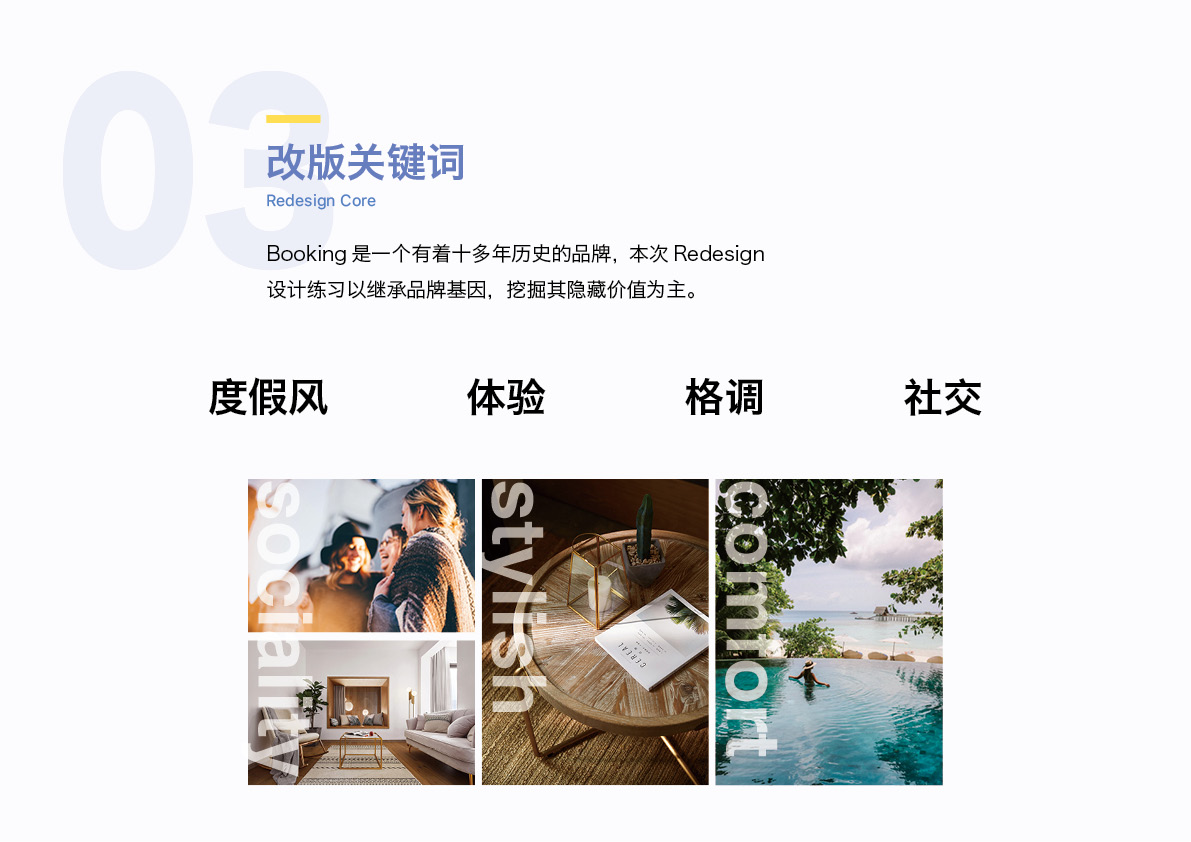 03
改版关键词
Redesign Core
Booking 是一个有着十多年历史的品牌，本次 Redesign
设计练习以继承品牌基因，挖掘其隐藏价值为主。
度假风 体验 格调 社交
sociality
stylish
CEREAL
comfort